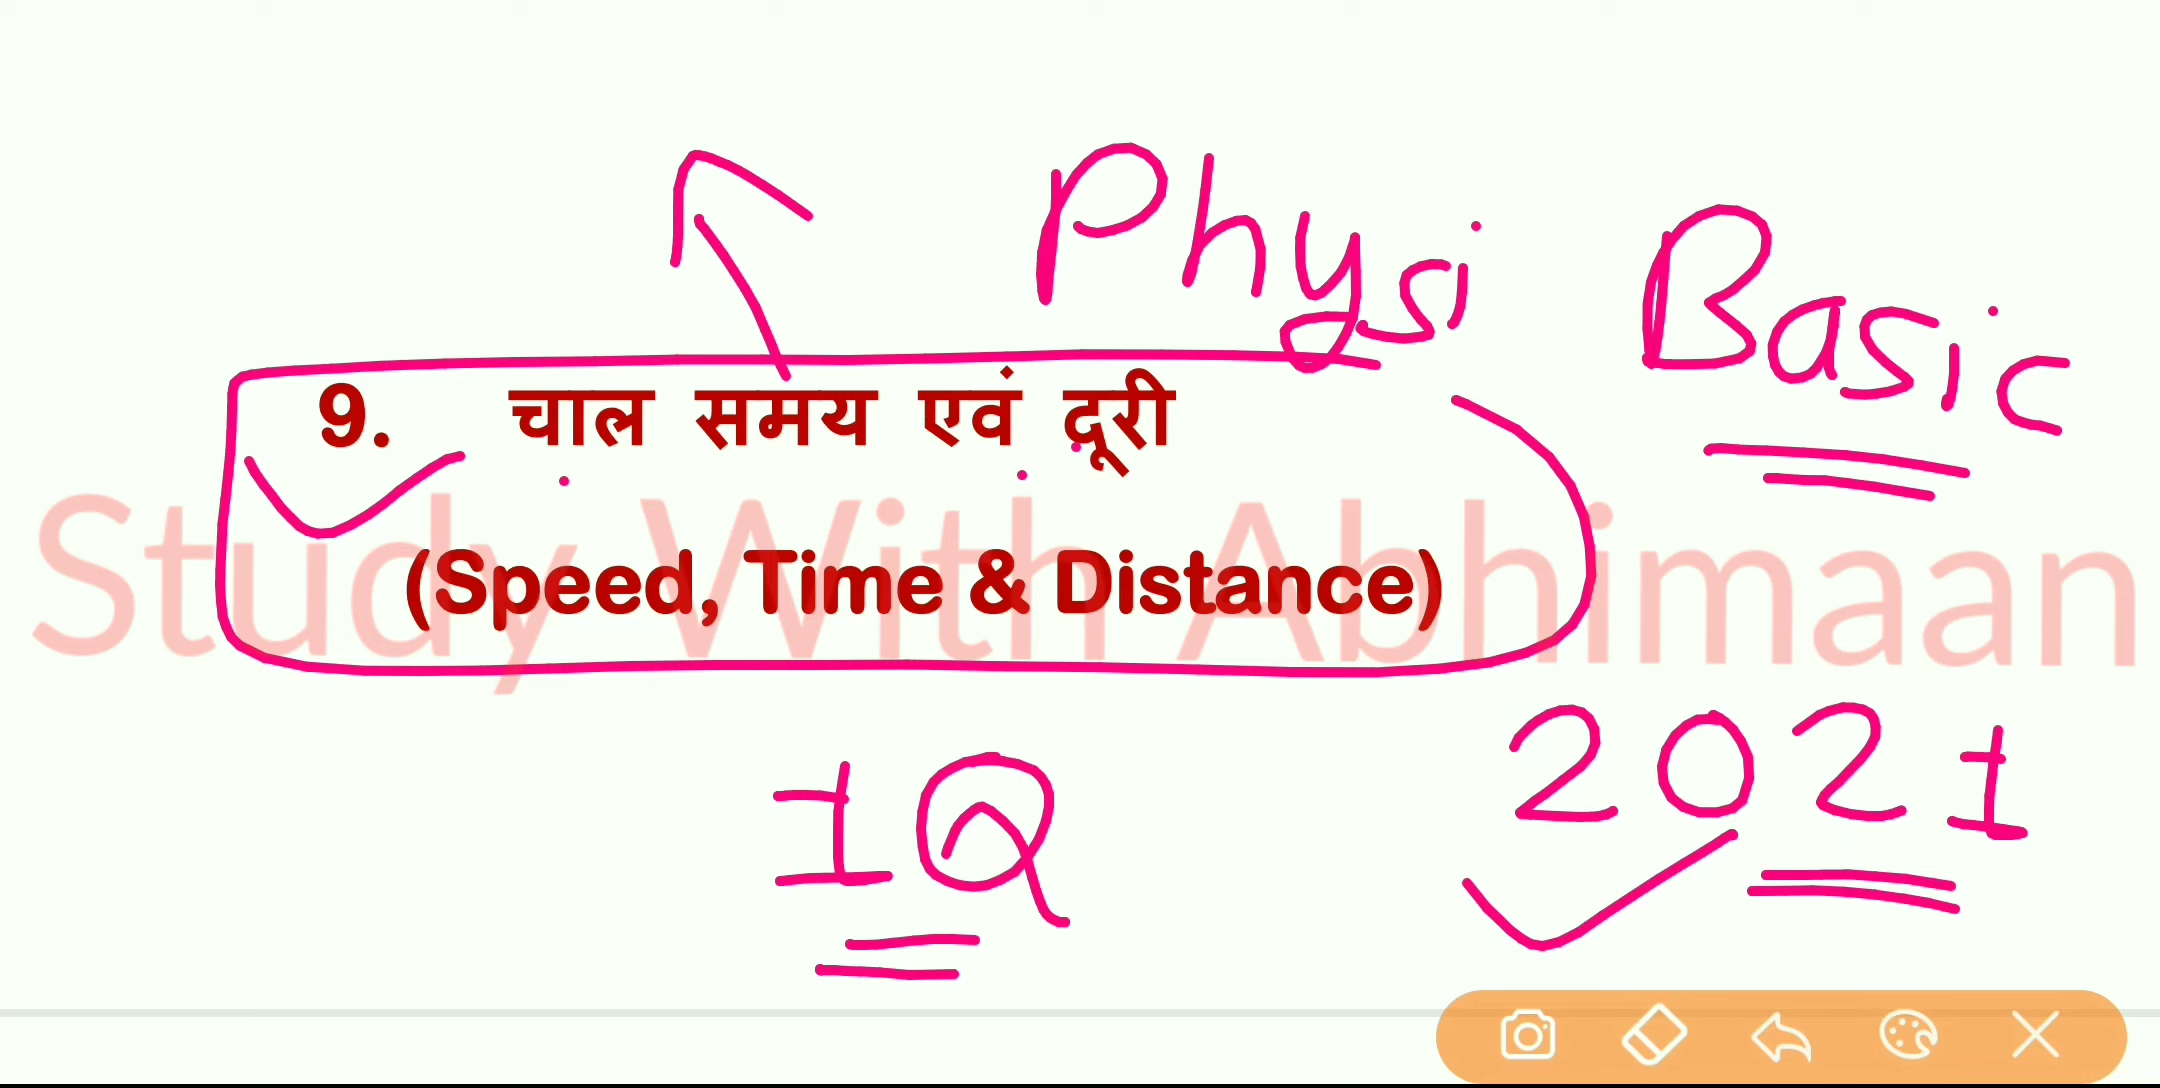 Physi Basic
9. चाल समय एवं दूरी
Study With Abhimaan
(Speed, Time & Distance)
1Q 2021